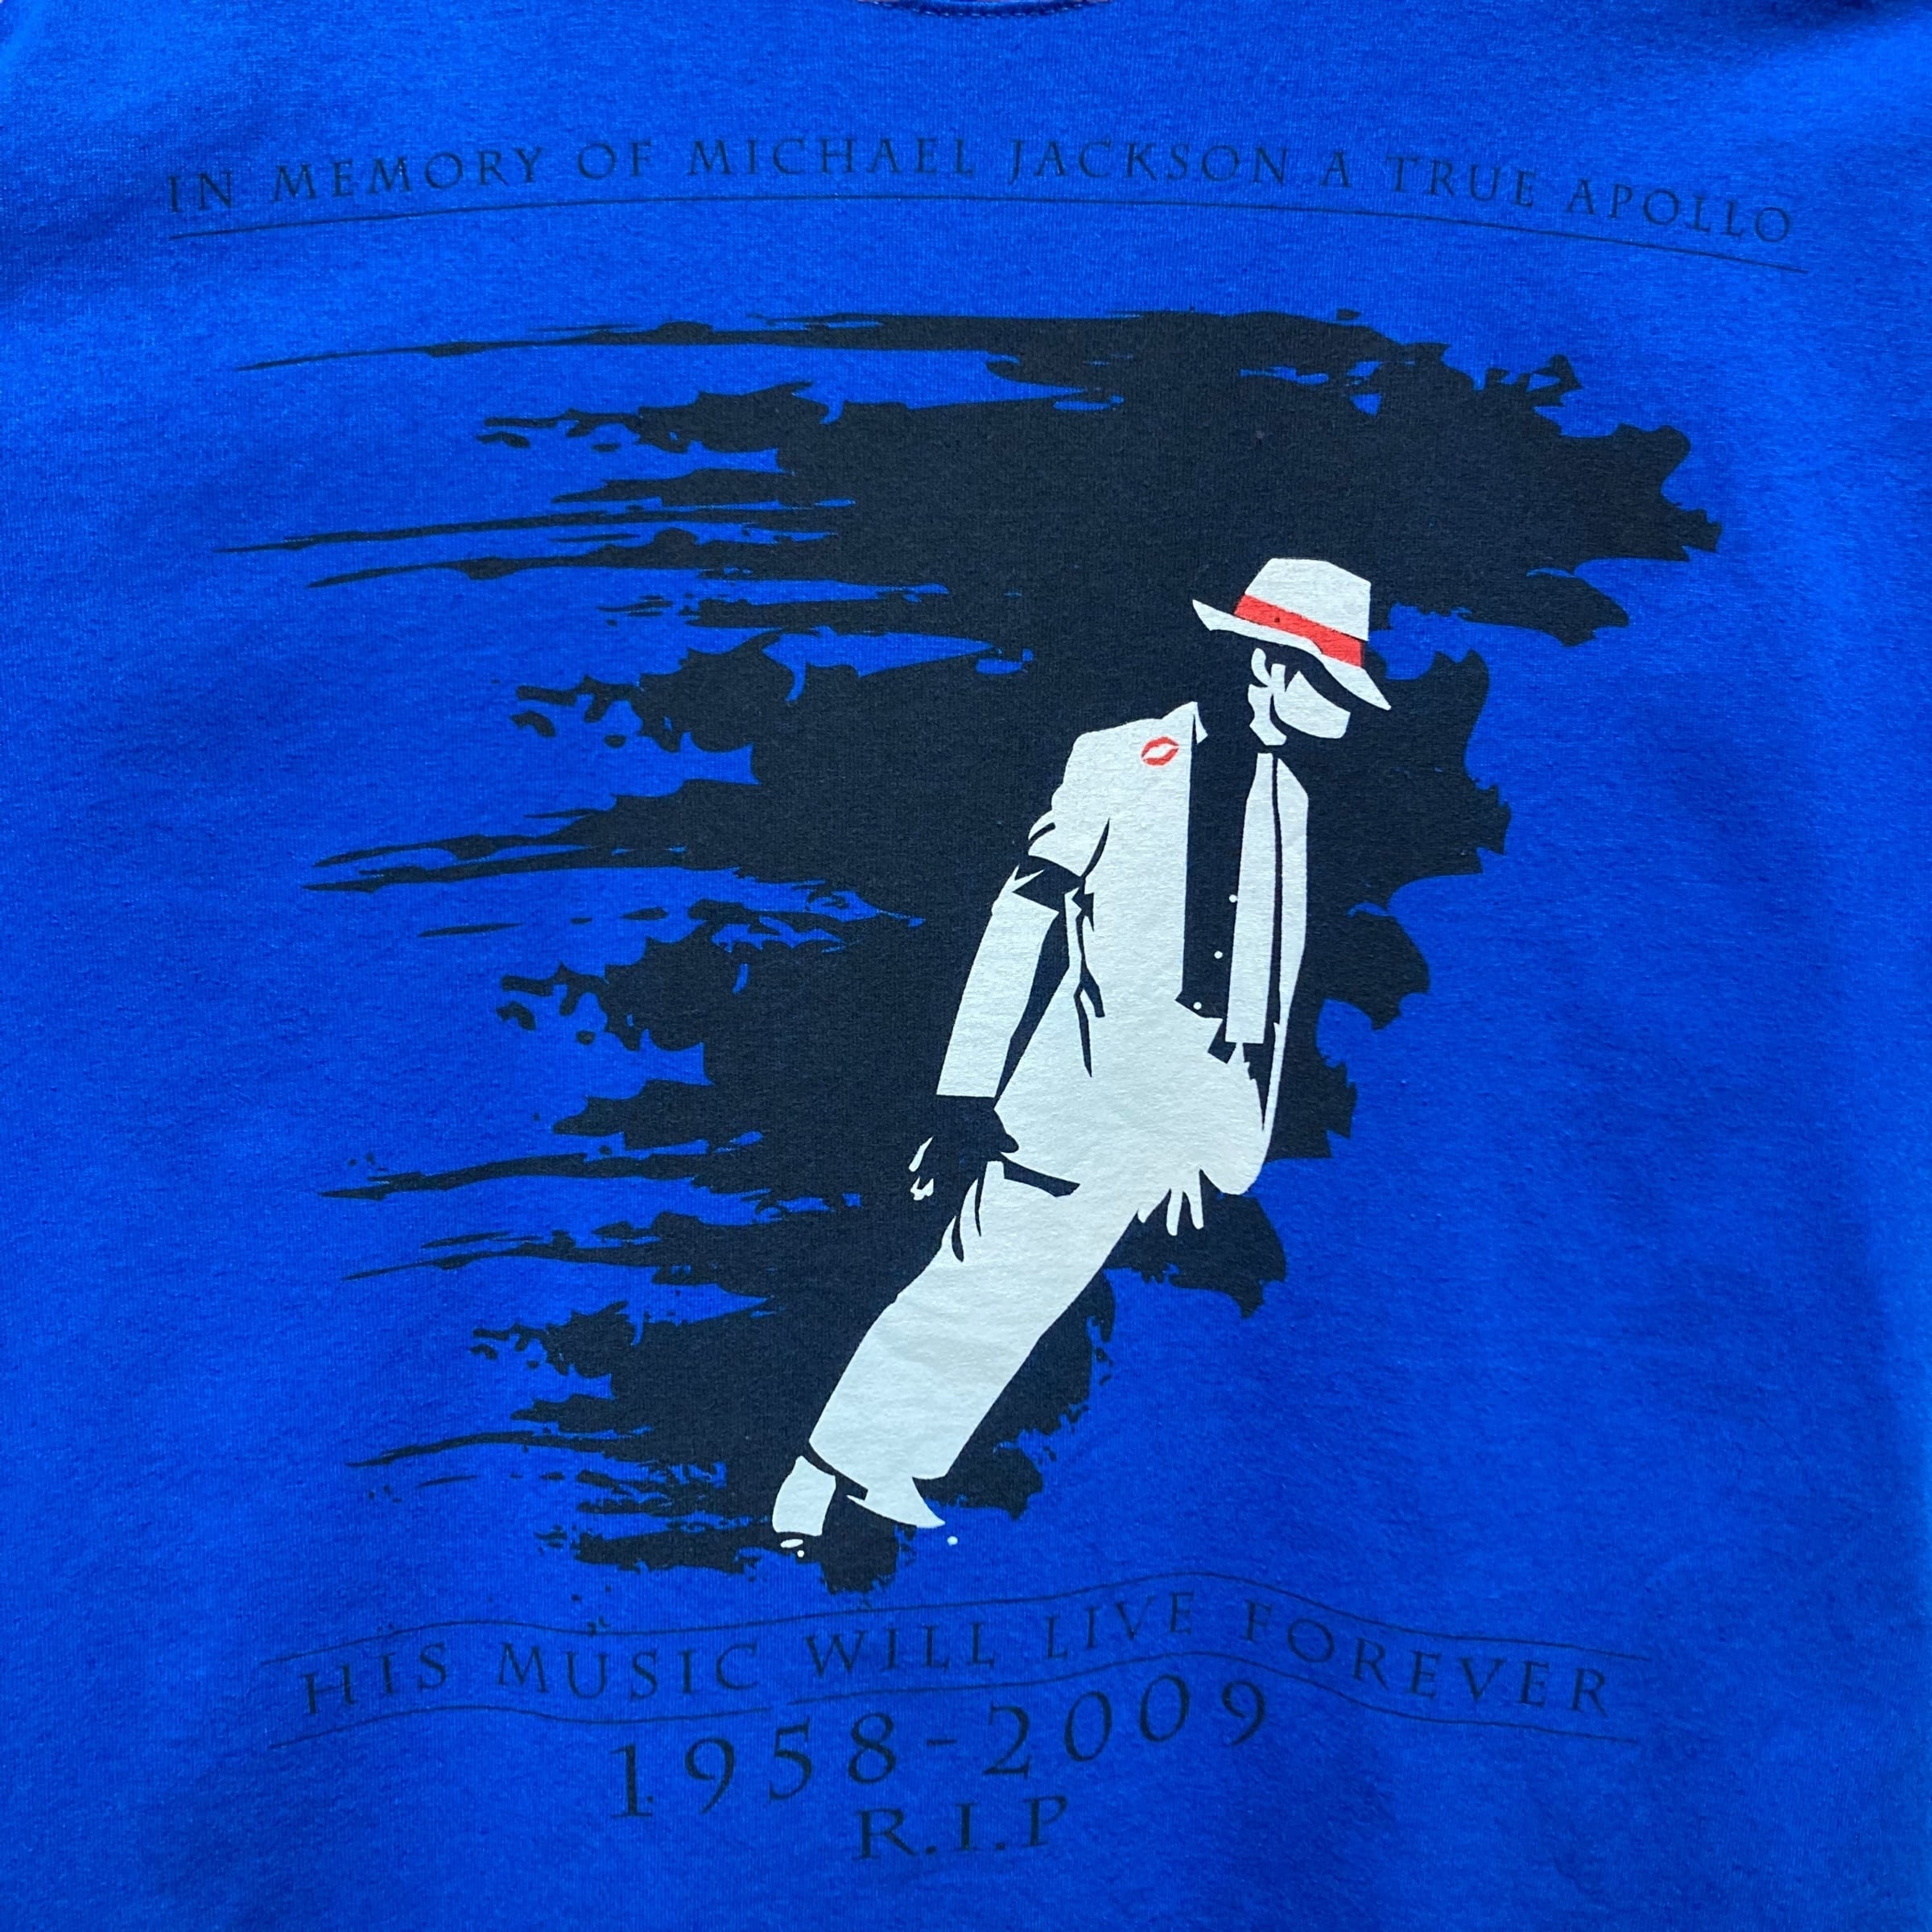 IN MEMORY OF MICHAEL JACKSON A TRUE APOLLO
HIS MUSIC WILL LIVE FOREVER
1958-2009
R.I.P